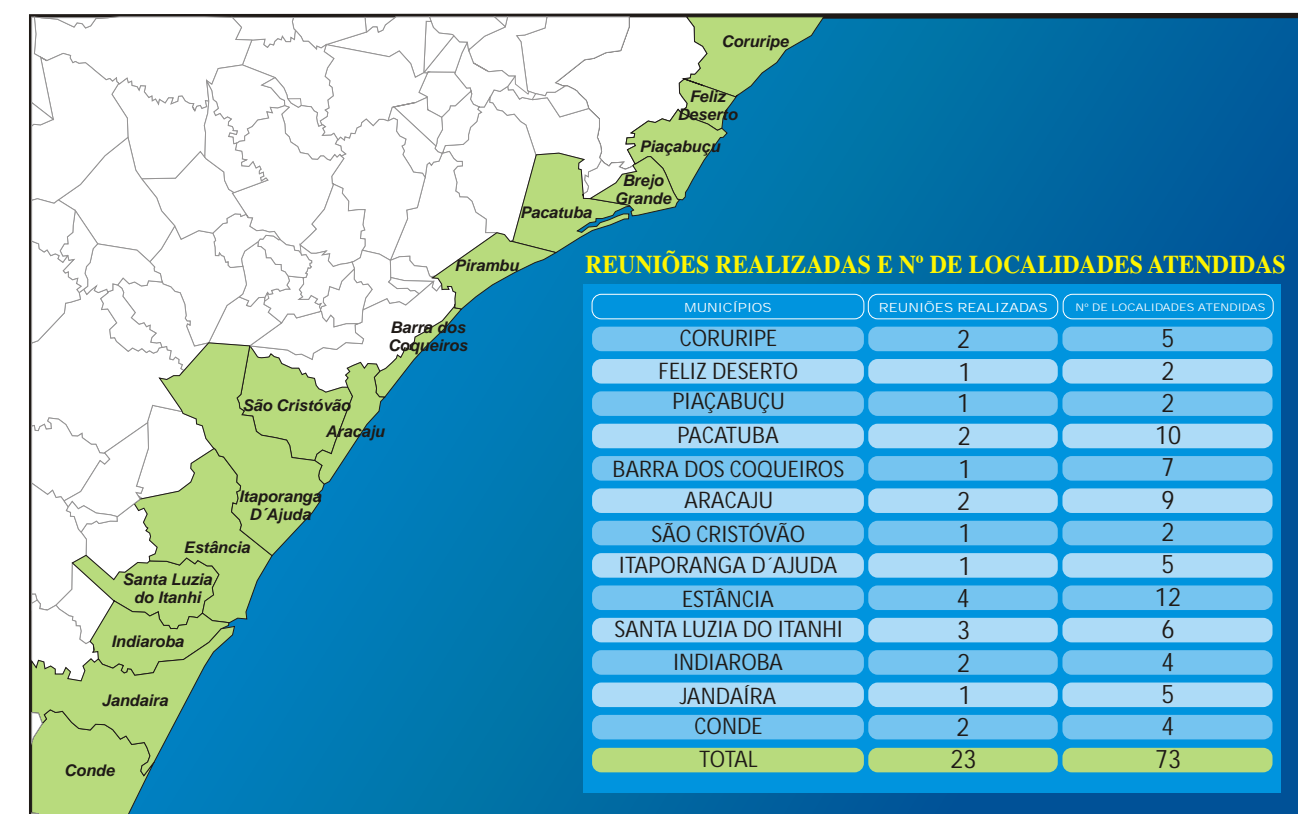 Coruripe
Feliz
Deserto
Piaçabuçu
Brejo
Grande
Pacatuba
Pirambu
Barra dos
Coqueiros
São Cristóvão
Aracaju
Itaporanga
D´Ajuda
Estância
Santa Luzia
do Itanhi
Indiaroba
Jandaira
Conde
REUNIÕES REALIZADAS E Nº DE LOCALIDADES ATENDIDAS
MUNICÍPIOS REUNIÕES REALIZADAS Nº DE LOCALIDADES ATENDIDAS
CORURIPE 2 5
FELIZ DESERTO 1 2
PIAÇABUÇU 1 2
PACATUBA 2 10
BARRA DOS COQUEIROS 1 7
ARACAJU 2 9
SÃO CRISTÓVÃO 1 2
ITAPORANGA D´AJUDA 1 5
ESTÂNCIA 4 12
SANTA LUZIA DO ITANHI 3 6
INDIAROBA 2 4
JANDAÍRA 1 5
CONDE 2 4
TOTAL 23 73